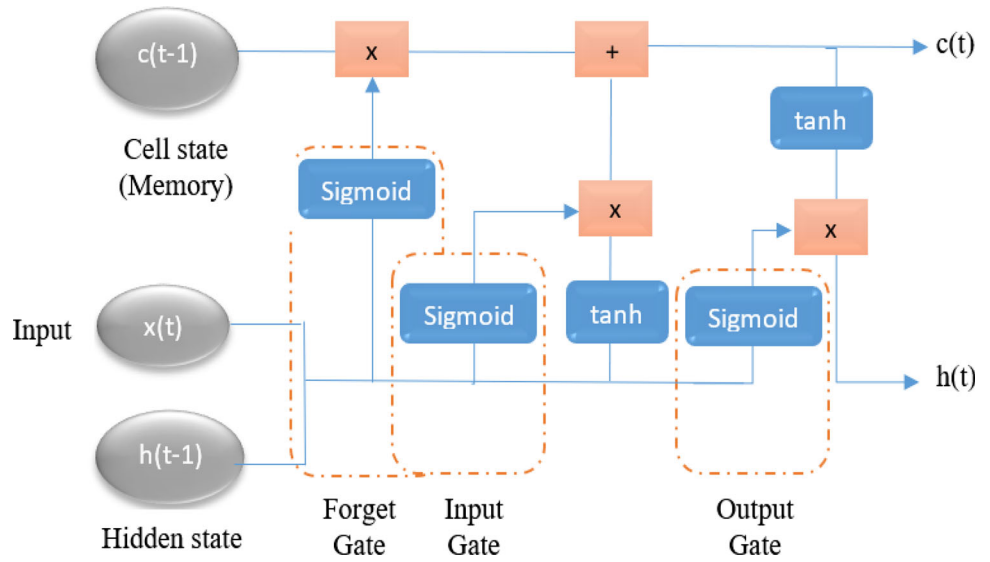 c(t-1)
x
+
c(t)
tanh
Cell state
(Memory)
Sigmoid
x
x
Input
x(t)
Sigmoid
tanh
Sigmoid
h(t)
h(t-1)
Hidden state
Forget
Gate
Input
Gate
Output
Gate